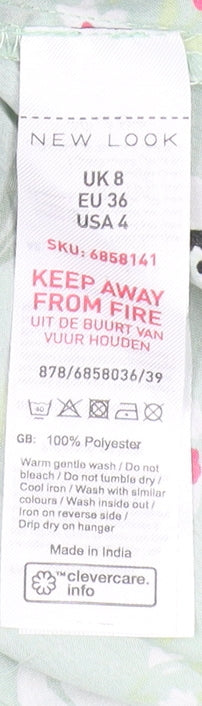 NEW LOOK
UK 8
EU 36
USA 4
SKU: 6858141
KEEP AWAY
FROM FIRE
UIT DE BUURT VAN
VUUR HOUDEN
878/6858036/39
40
GB: 100% Polyester
Warm gentle wash / Do not
bleach / Do not tumble dry /
Cool iron / Wash with similar
colours / Wash inside out /
Iron on reverse side /
Drip dry on hanger
Made in India
™clevercare.
info